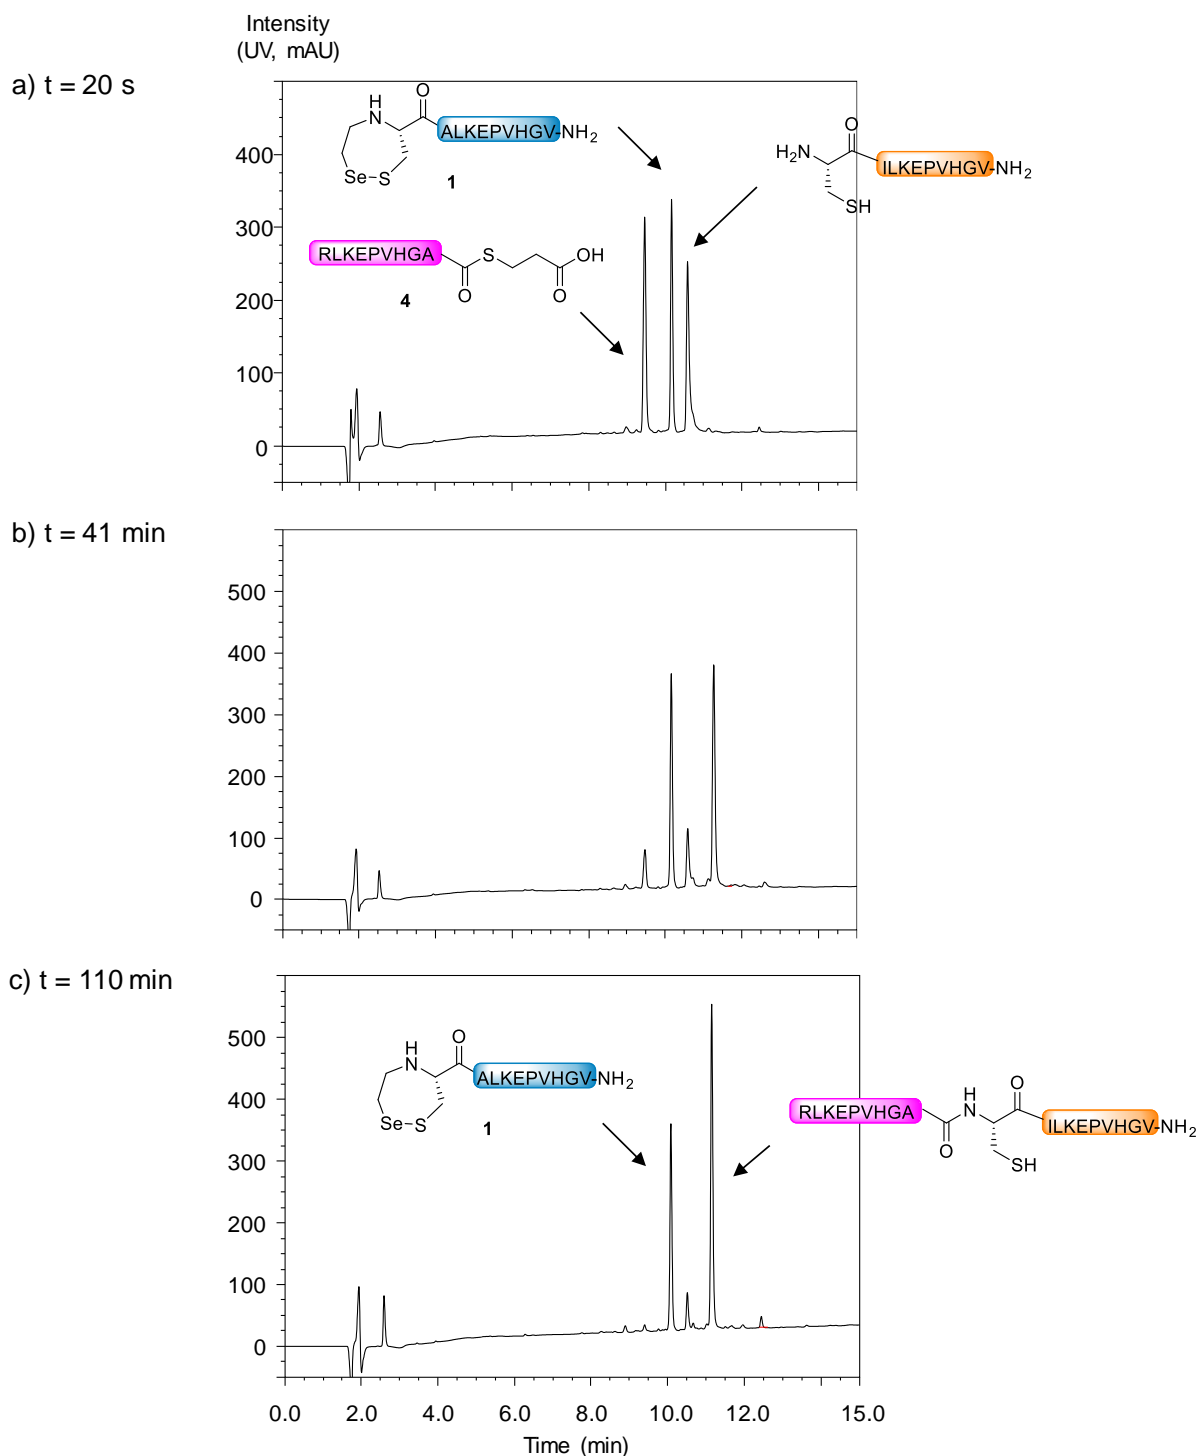 Intensity
(UV, mAU)
a) t = 20 s
H
N
O
ALKEPVHGV-NH2
Se-S
1
O
H2N
ILKEPVHGV-NH2
SH
RLKEPVHGA
S
OH
O
O
4
400
300
200
100
0
b) t = 41 min
500
400
300
200
100
0
c) t = 110 min
500
400
300
200
100
0
H
N
O
ALKEPVHGV-NH2
Se-S
1
RLKEPVHGA
H
N
O
ILKEPVHGV-NH2
O
SH
0.0 2.0 4.0 6.0 8.0 10.0 12.0 15.0
Time (min)